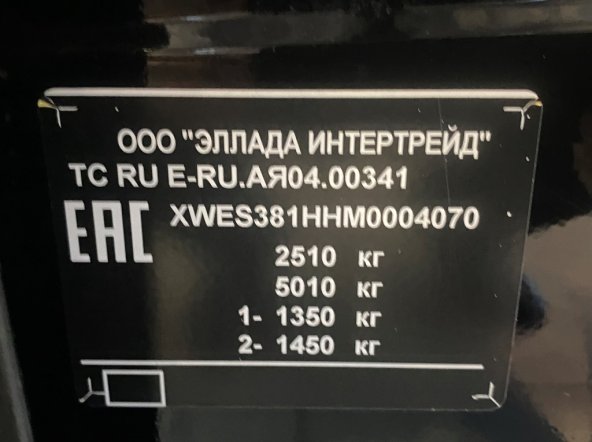 ООО "ЭЛЛАДА ИНТЕРТРЕЙД"
ТС RU E-RU.АЯ04.00341
EAC XWES381HHM0004070
2510 кг
5010 кг
1- 1350 кг
2- 1450 кг